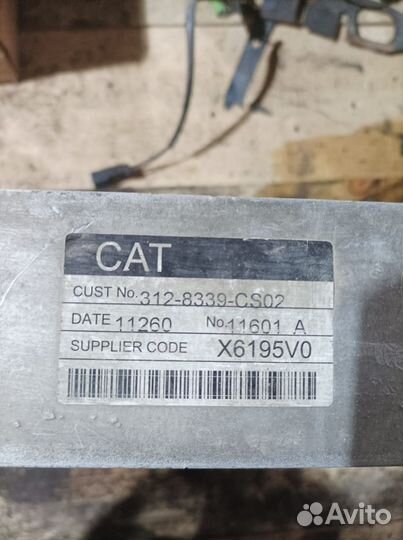 CAT
CUST No. 312-8339-CS02
DATE 11260 No. 11601 A
SUPPLIER CODE X6195V0
Avito